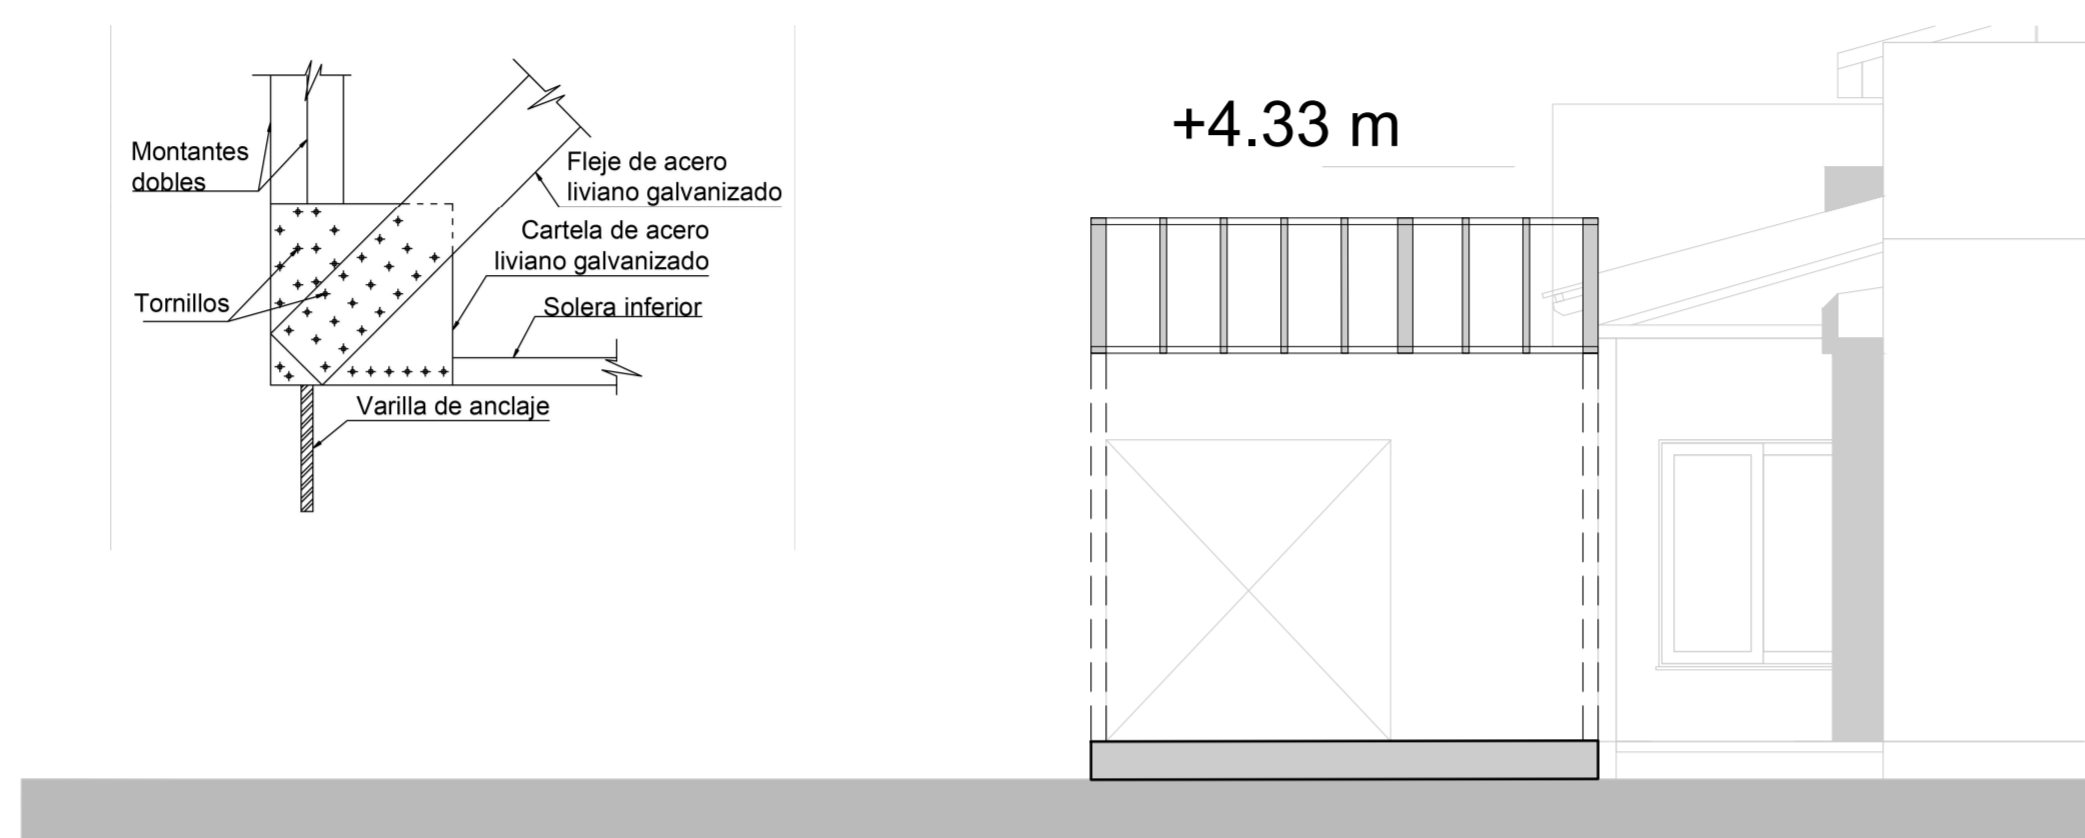 +4.33 m
Montantes
dobles
Fleje de acero
liviano galvanizado
Cartela de acero
liviano galvanizado
Tornillos
Solera inferior
Varilla de anclaje